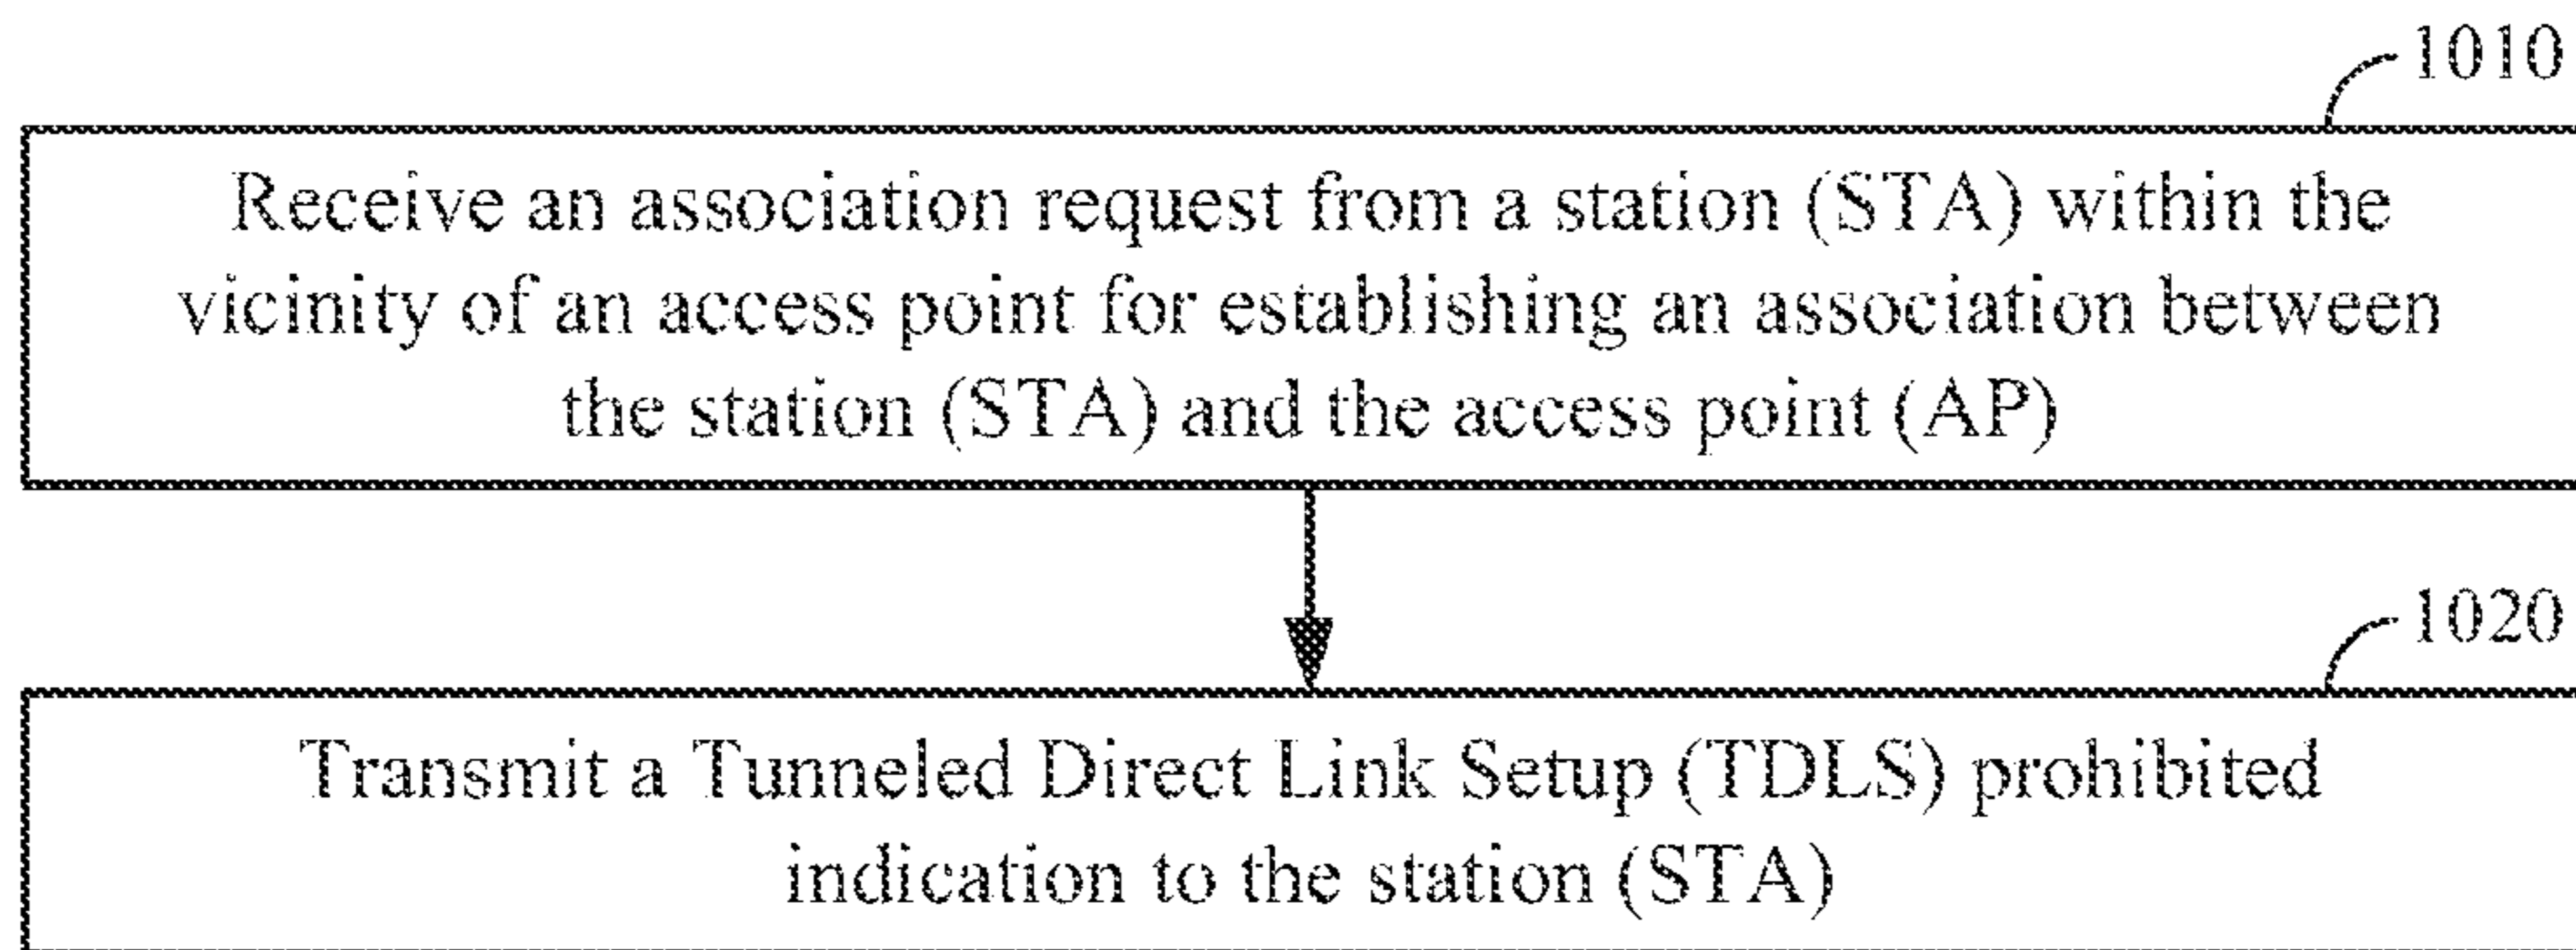 1010
Receive an association request from a station (STA) within the
vicinity of an access point for establishing an association between
the station (STA) and the access point (AP)
1020
Transmit a Tunneled Direct Link Setup (TDLS) prohibited
indication to the station (STA)